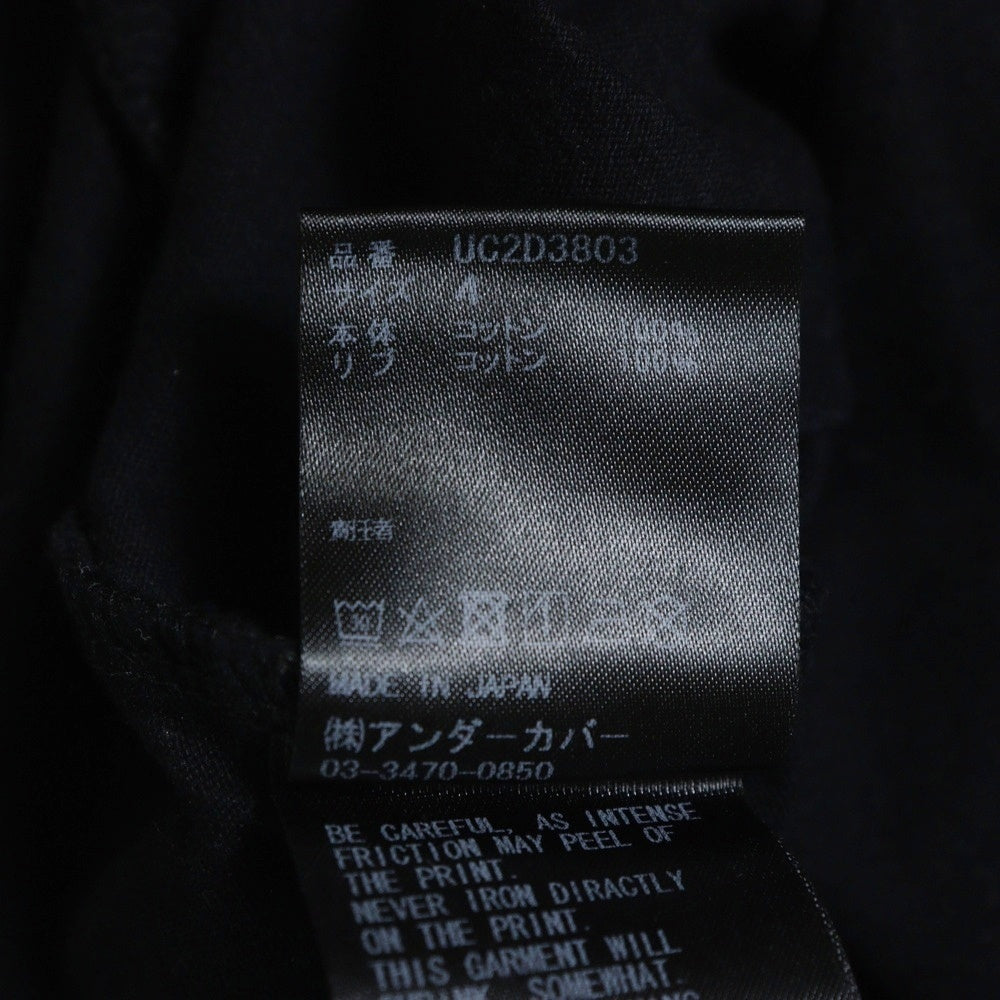 品番 UC2D3803
サイズ 4
本体 コットン 100%
リブ コットン 100%
MADE IN JAPAN
㈱アンダーカバー
03-3470-0850
BE CAREFUL, AS INTENSE
FRICTION MAY PEEL OF
THE PRINT.
NEVER IRON DIRACTLY
ON THE PRINT.
THIS GARMENT WILL
SOMEWHAT.